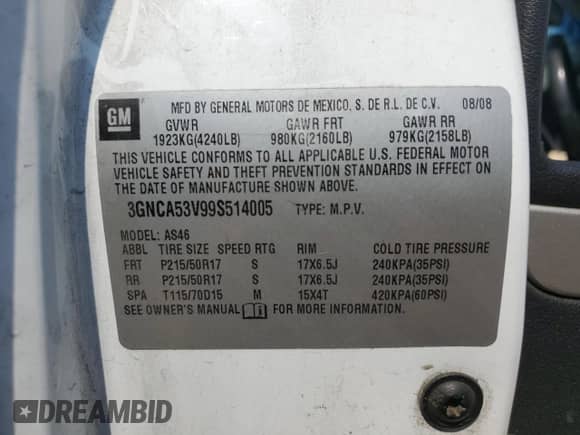 GM
MFD BY GENERAL MOTORS DE MEXICO, S. DE R.L. DE C.V. 08/08
GVWR GAWR FRT GAWR RR
1923KG(4240LB) 980KG(2160LB) 979KG(2158LB)
THIS VEHICLE CONFORMS TO ALL APPLICABLE U.S. FEDERAL MOTOR
VEHICLE SAFETY AND THEFT PREVENTION STANDARDS IN EFFECT ON
THE DATE OF MANUFACTURE SHOWN ABOVE.
3GNCA53V99S514005 TYPE: M.P.V.
MODEL: AS46
ABBV. TIRE SIZE SPEED RTG RIM COLD TIRE PRESSURE
FRT P215/50R17 S 17X6.5J 240KPA(35PSI)
RR P215/50R17 S 17X6.5J 240KPA(35PSI)
SPA T115/70D15 M 15X4T 420KPA(60PSI)
SEE OWNER'S MANUAL FOR MORE INFORMATION
DREAMBID